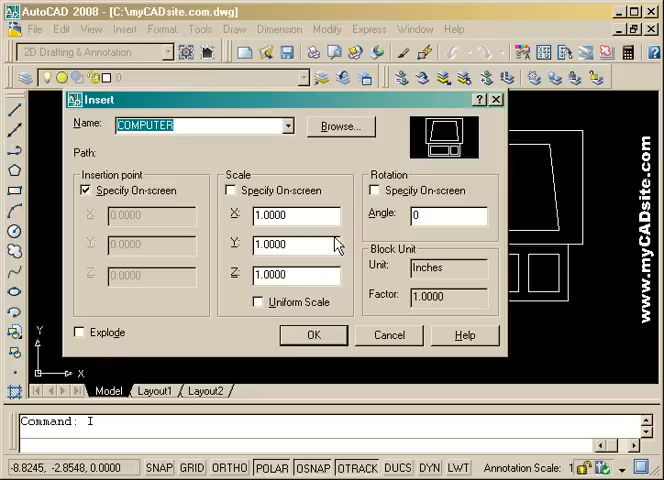 AutoCAD 2008 - [C:\myCADsite.com.dwg]
File Edit View Insert Format Tools Draw Dimension Modify Express Window Help
2D Drafting & Annotation
0
Insert
Name: COMPUTER Browse...
Path:
Insertion point Scale Rotation
Specify On-screen Specify On-screen Specify On-screen
X: 0.0000 X: 1.0000 Angle: 0
Y: 0.0000 Y: 1.0000 Block Unit
Unit: Inches
Z: 0.0000 Z: 1.0000
Factor: 1.0000
Uniform Scale
Explode OK Cancel Help
www.myCADsite.com
Y
X
Model Layout1 Layout2
Command: I
-8.8245, -2.8548, 0.0000 SNAP GRID ORTHO POLAR OSNAP OTRACK DUCS DYN LWT Annotation Scale: 1